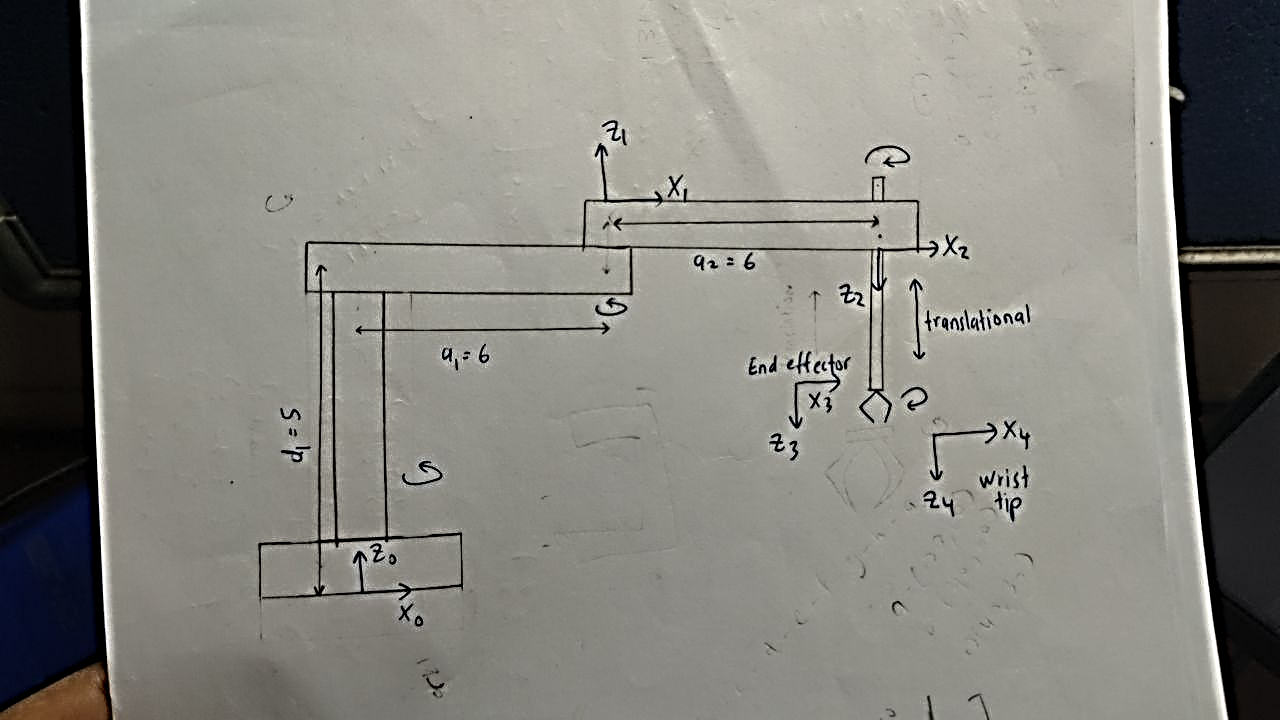 Z₁
X₁
a₂ = 6
X₂
Z₂
translational
a₁ = 6
End effector
X₃
Z₃
d₁ = 5
X₄
Z₄
wrist
tip
Z₀
X₀